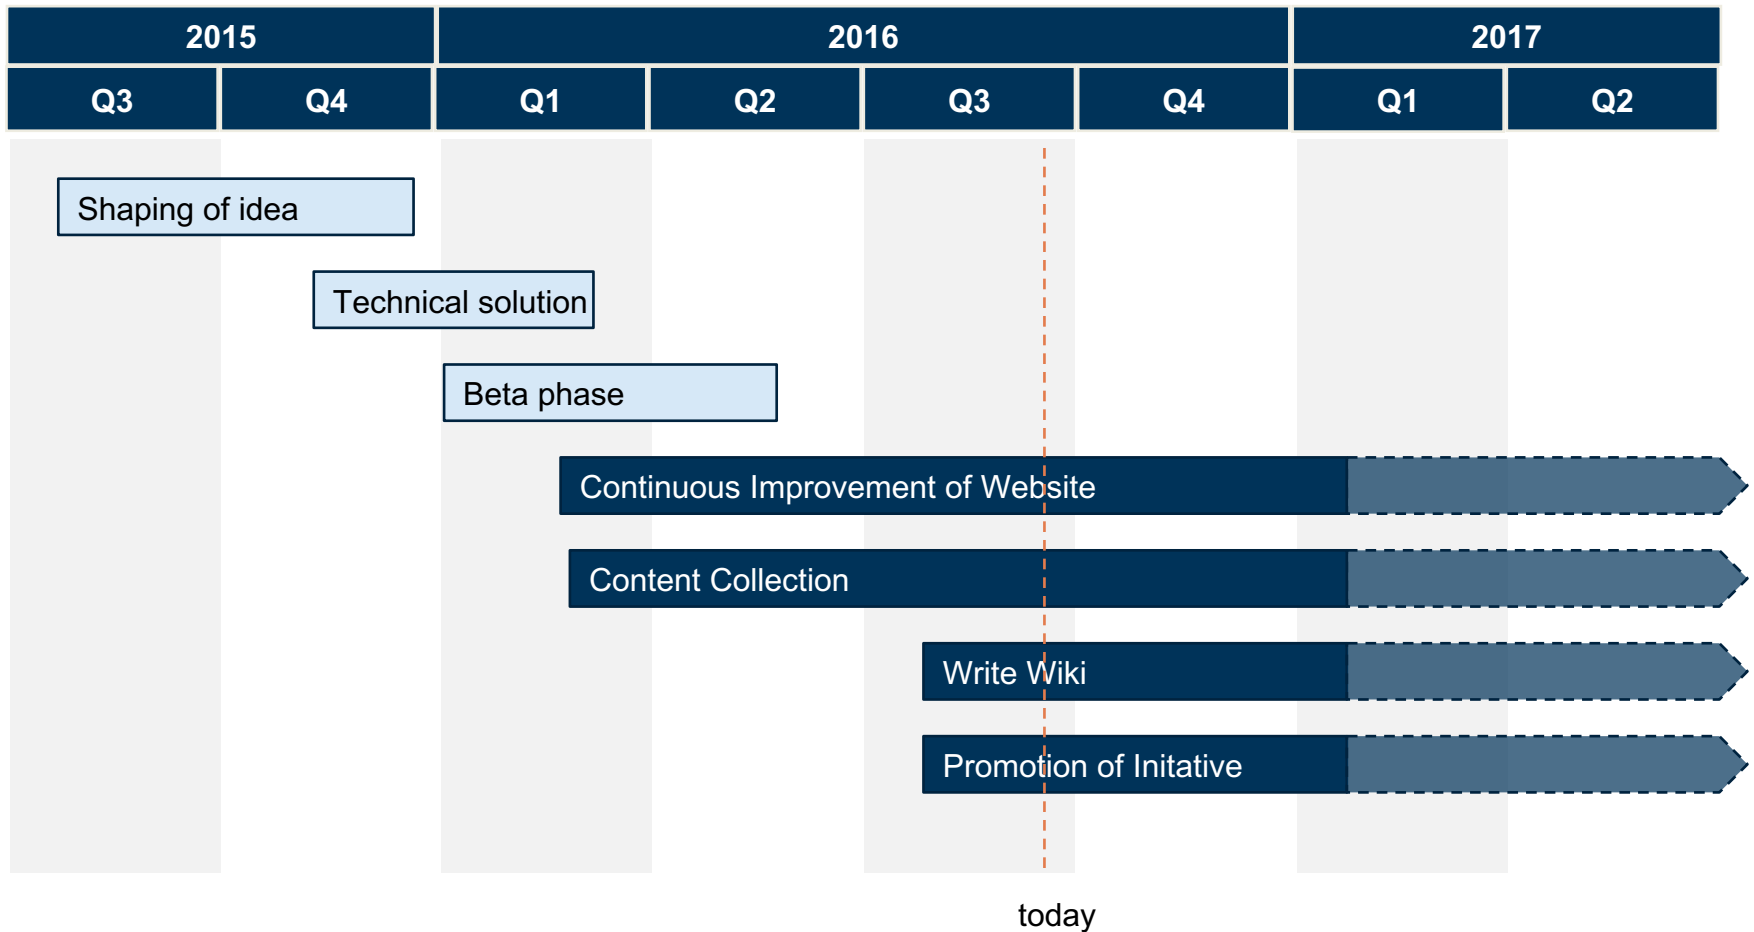 2015 2016 2017
Q3 Q4 Q1 Q2 Q3 Q4 Q1 Q2
Shaping of idea
Technical solution
Beta phase
Continuous Improvement of Website
Content Collection
Write Wiki
Promotion of Initative
today